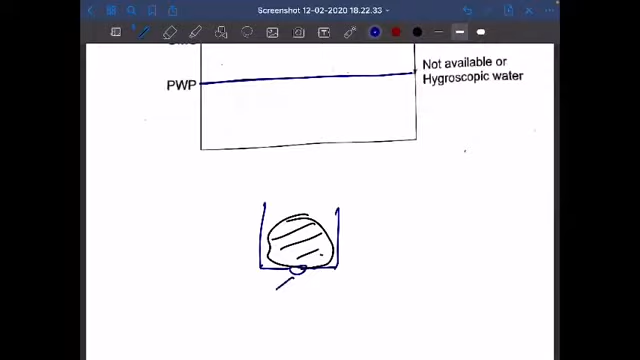 Screenshot 12-02-2020 18.22.33
PWP
Not available or
Hygroscopic water